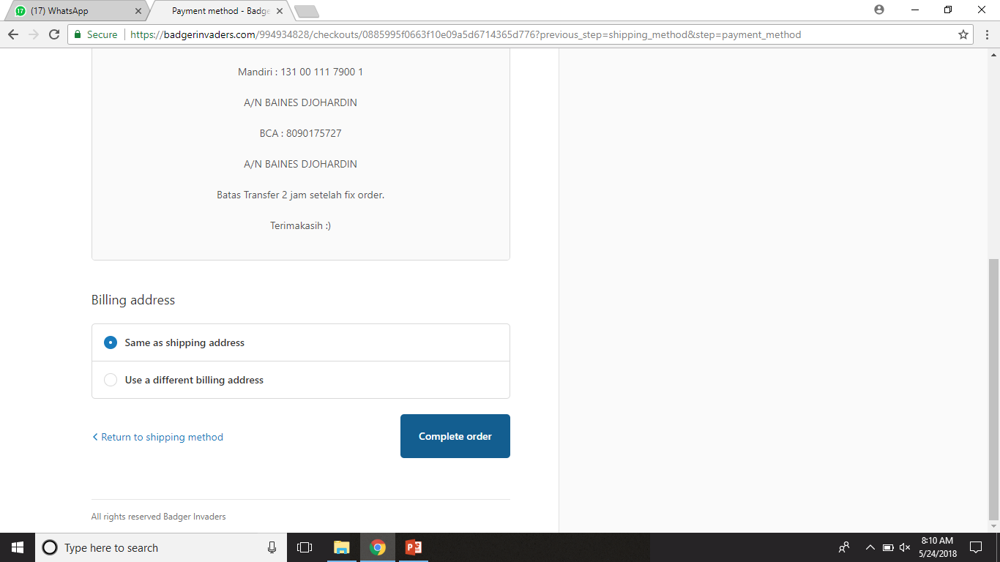 17 (17) WhatsApp
Payment method - Badge
Secure https://badgerinvaders.com/994934828/checkouts/0885995f0663f10e09a5d6714365d776?previous_step=shipping_method&step=payment_method
Mandiri : 131 00 111 7900 1
A/N BAINES DJOHARDIN
BCA : 8090175727
A/N BAINES DJOHARDIN
Batas Transfer 2 jam setelah fix order.
Terimakasih :)
Billing address
Same as shipping address
Use a different billing address
Return to shipping method
Complete order
All rights reserved Badger Invaders
Type here to search
8:10 AM
5/24/2018